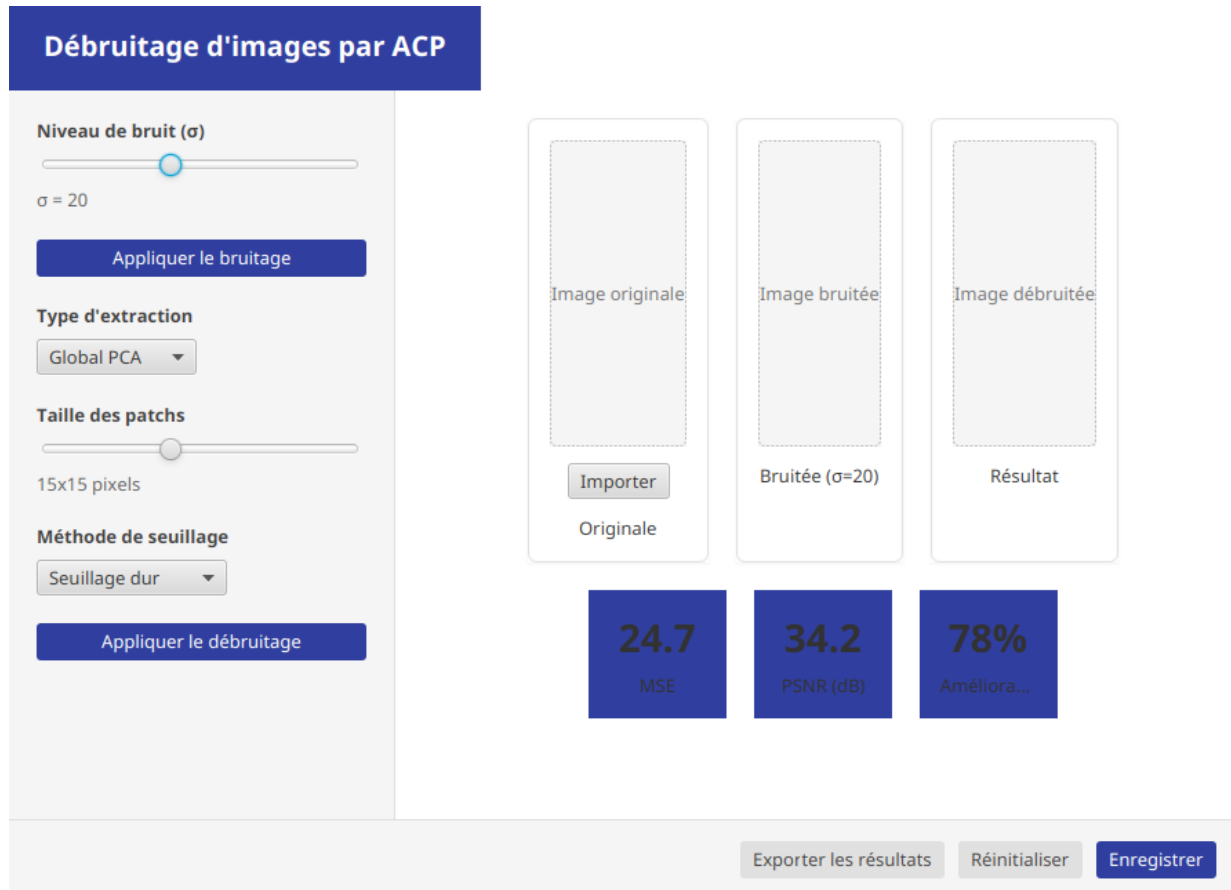 Débruitage d'images par ACP
Niveau de bruit (σ)
σ = 20
Appliquer le bruitage
Type d'extraction
Global PCA
Taille des patchs
15x15 pixels
Méthode de seuillage
Seuillage dur
Appliquer le débruitage
Image originale
Importer
Originale
Image bruitée
Bruitée (σ=20)
Image débruitée
Résultat
24.7
MSE
34.2
PSNR (dB)
78%
Améliora...
Exporter les résultats
Réinitialiser
Enregistrer